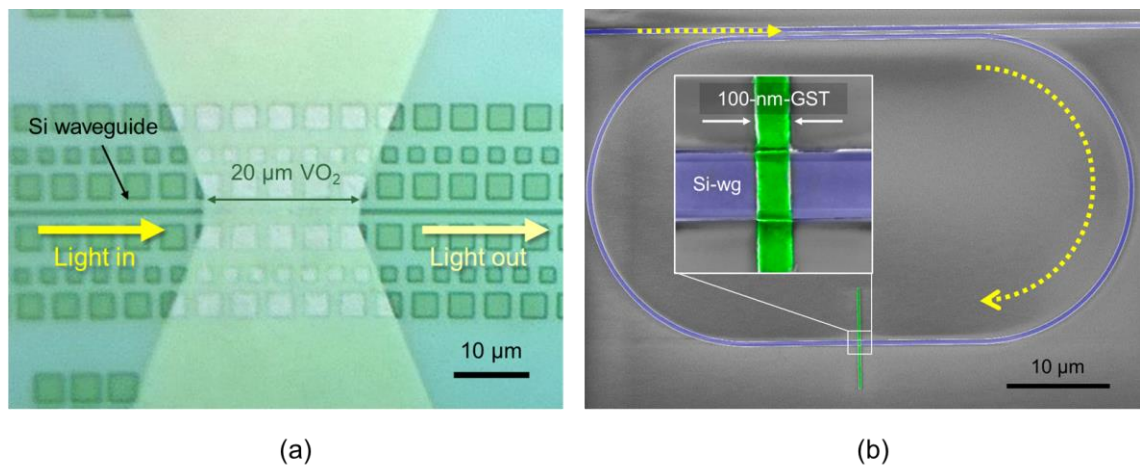 Si waveguide
20 µm VO₂
Light in
Light out
10 µm
100-nm-GST
Si-wg
10 µm
(a)
(b)